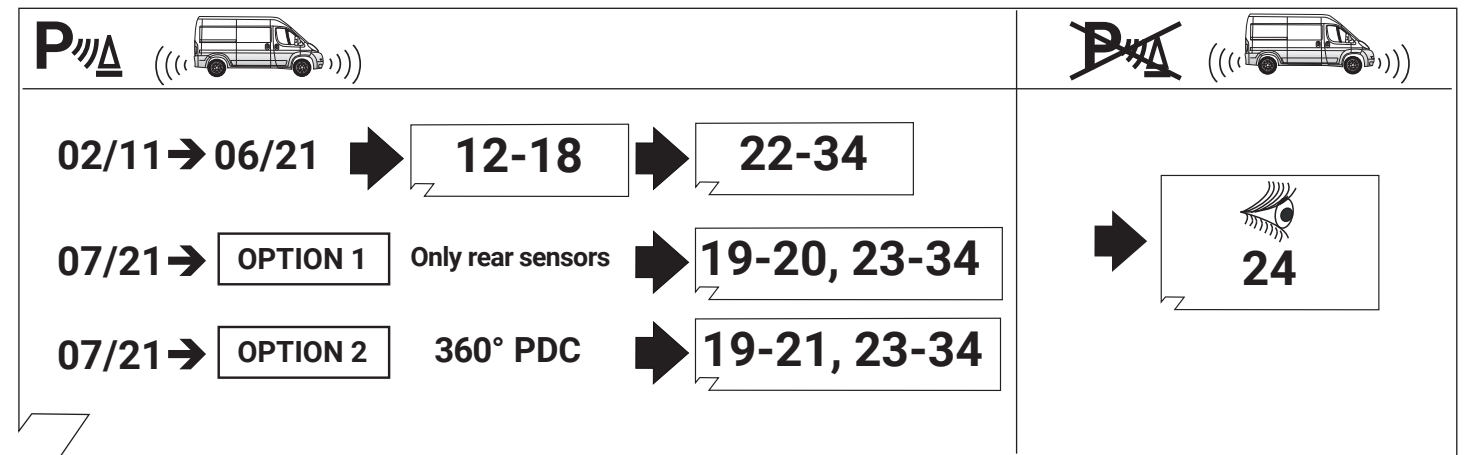 P P
02/11 → 06/21 12-18 22-34
07/21 → OPTION 1 Only rear sensors 19-20, 23-34
07/21 → OPTION 2 360° PDC 19-21, 23-34
24